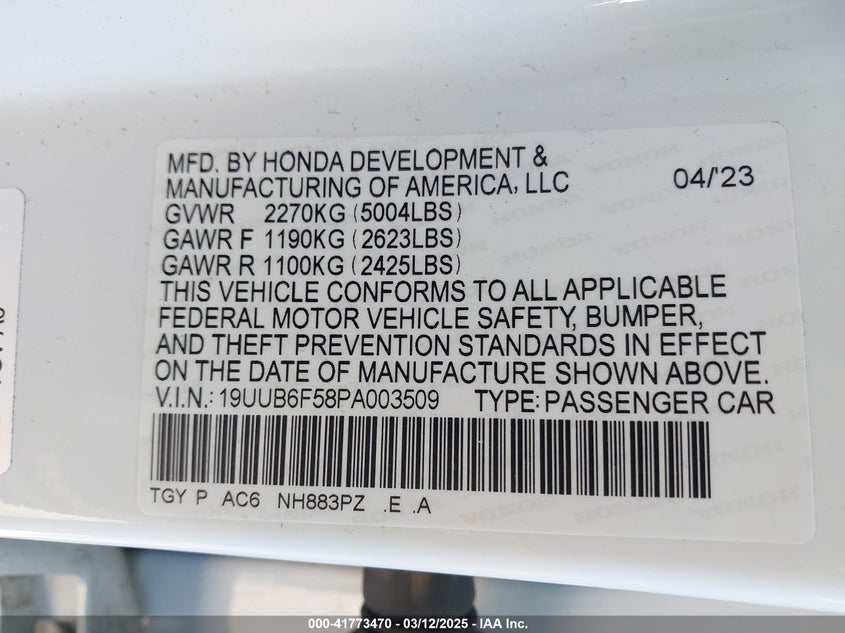 MFD. BY HONDA DEVELOPMENT &
MANUFACTURING OF AMERICA, LLC 04/'23
GVWR 2270KG (5004LBS)
GAWR F 1190KG (2623LBS)
GAWR R 1100KG (2425LBS)
THIS VEHICLE CONFORMS TO ALL APPLICABLE
FEDERAL MOTOR VEHICLE SAFETY, BUMPER,
AND THEFT PREVENTION STANDARDS IN EFFECT
ON THE DATE OF MANUFACTURE SHOWN ABOVE.
V.I.N.: 19UUB6F58PA003509 TYPE: PASSENGER CAR
TGY P AC6 NH883PZ .E .A
000-41773470 - 03/12/2025 - IAA Inc.